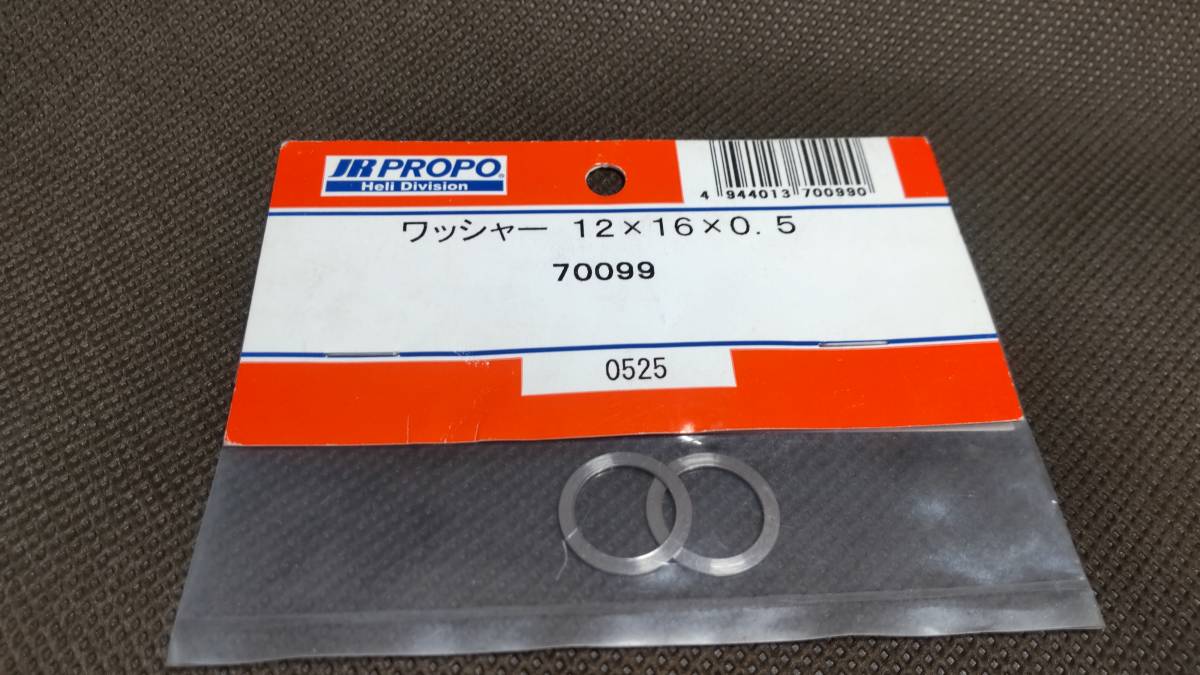 JR PROPO®
Heli Division
4 944013 700990
ワッシャー 12×16×0.5
70099
0525